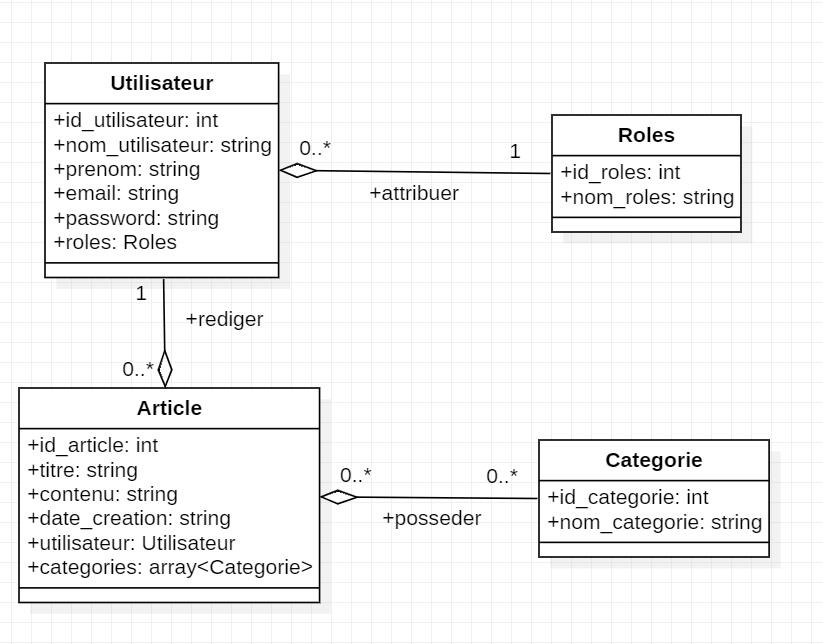 Utilisateur
+id_utilisateur: int
+nom_utilisateur: string
+prenom: string
+email: string
+password: string
+roles: Roles
0..*
1
+attribuer
Roles
+id_roles: int
+nom_roles: string
1
+rediger
0..*
Article
+id_article: int
+titre: string
+contenu: string
+date_creation: string
+utilisateur: Utilisateur
+categories: array<Categorie>
0..*
0..*
+posseder
Categorie
+id_categorie: int
+nom_categorie: string